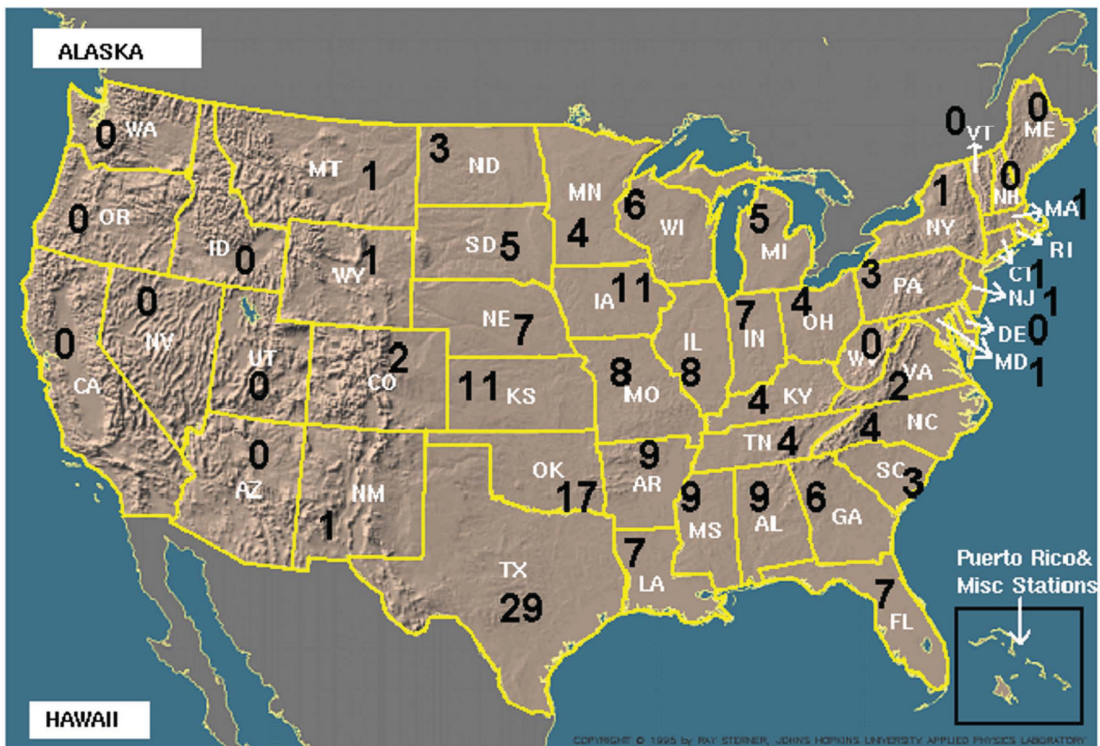 ALASKA
0
WA
MT
1
3
ND
MN
4
6
WI
5
MI
0
VT
0
ME
0
NH
1
NY
1
MA
RI
0
OR
ID
0
WY
1
SD
5
IA
11
3
PA
CT
1
NJ
1
DE
0
MD
1
0
NV
0
CA
UT
0
CO
2
NE
7
11
KS
8
MO
IL
8
7
IN
4
OH
0
W
2
VA
4
KY
TN
4
4
NC
0
AZ
NM
1
OK
17
9
AR
9
MS
9
AL
6
GA
SC
3
TX
29
7
LA
7
FL
Puerto Rico&
Misc Stations
HAWAII
COPYRIGHT © 1995 by RAY STERNER, JOHNS HOPKINS UNIVERSITY APPLIED PHYSICS LABORATORY